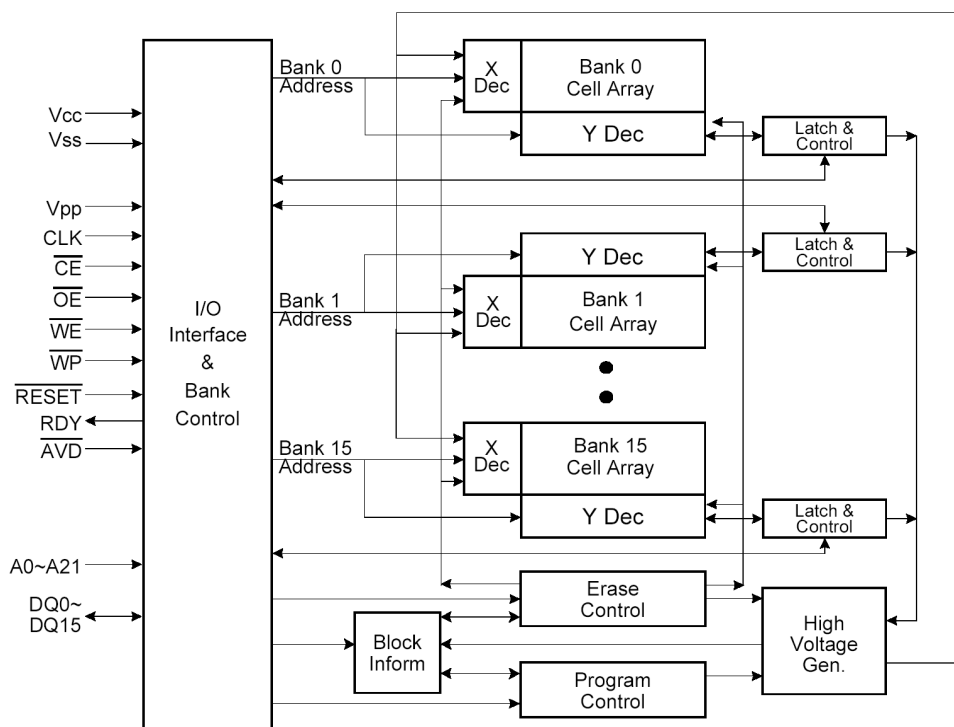 Vcc
Vss
Vpp
CLK
CE
OE
WE
WP
RESET
RDY
AVD
A0~A21
DQ0~
DQ15
I/O
Interface
&
Bank
Control
Bank 0
Address
X
Dec
Bank 0
Cell Array
Y Dec
Latch &
Control
Bank 1
Address
Y Dec
Latch &
Control
X
Dec
Bank 1
Cell Array
Bank 15
Address
X
Dec
Bank 15
Cell Array
Y Dec
Latch &
Control
Erase
Control
Block
Inform
Program
Control
High
Voltage
Gen.